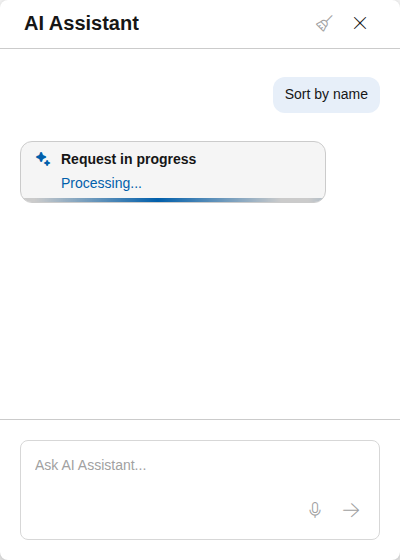 AI Assistant
Sort by name
Request in progress
Processing...
Ask AI Assistant...